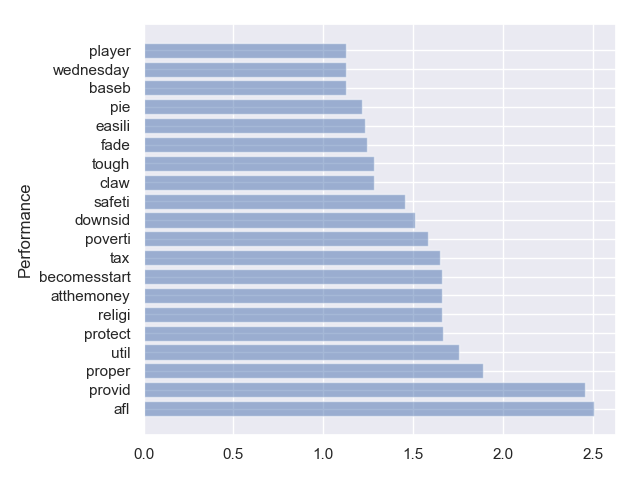 Performance
player
wednesday
baseb
pie
easili
fade
tough
claw
safeti
downsid
poverti
tax
becomesstart
atthemoney
religi
protect
util
proper
provid
afl
0.0 0.5 1.0 1.5 2.0 2.5